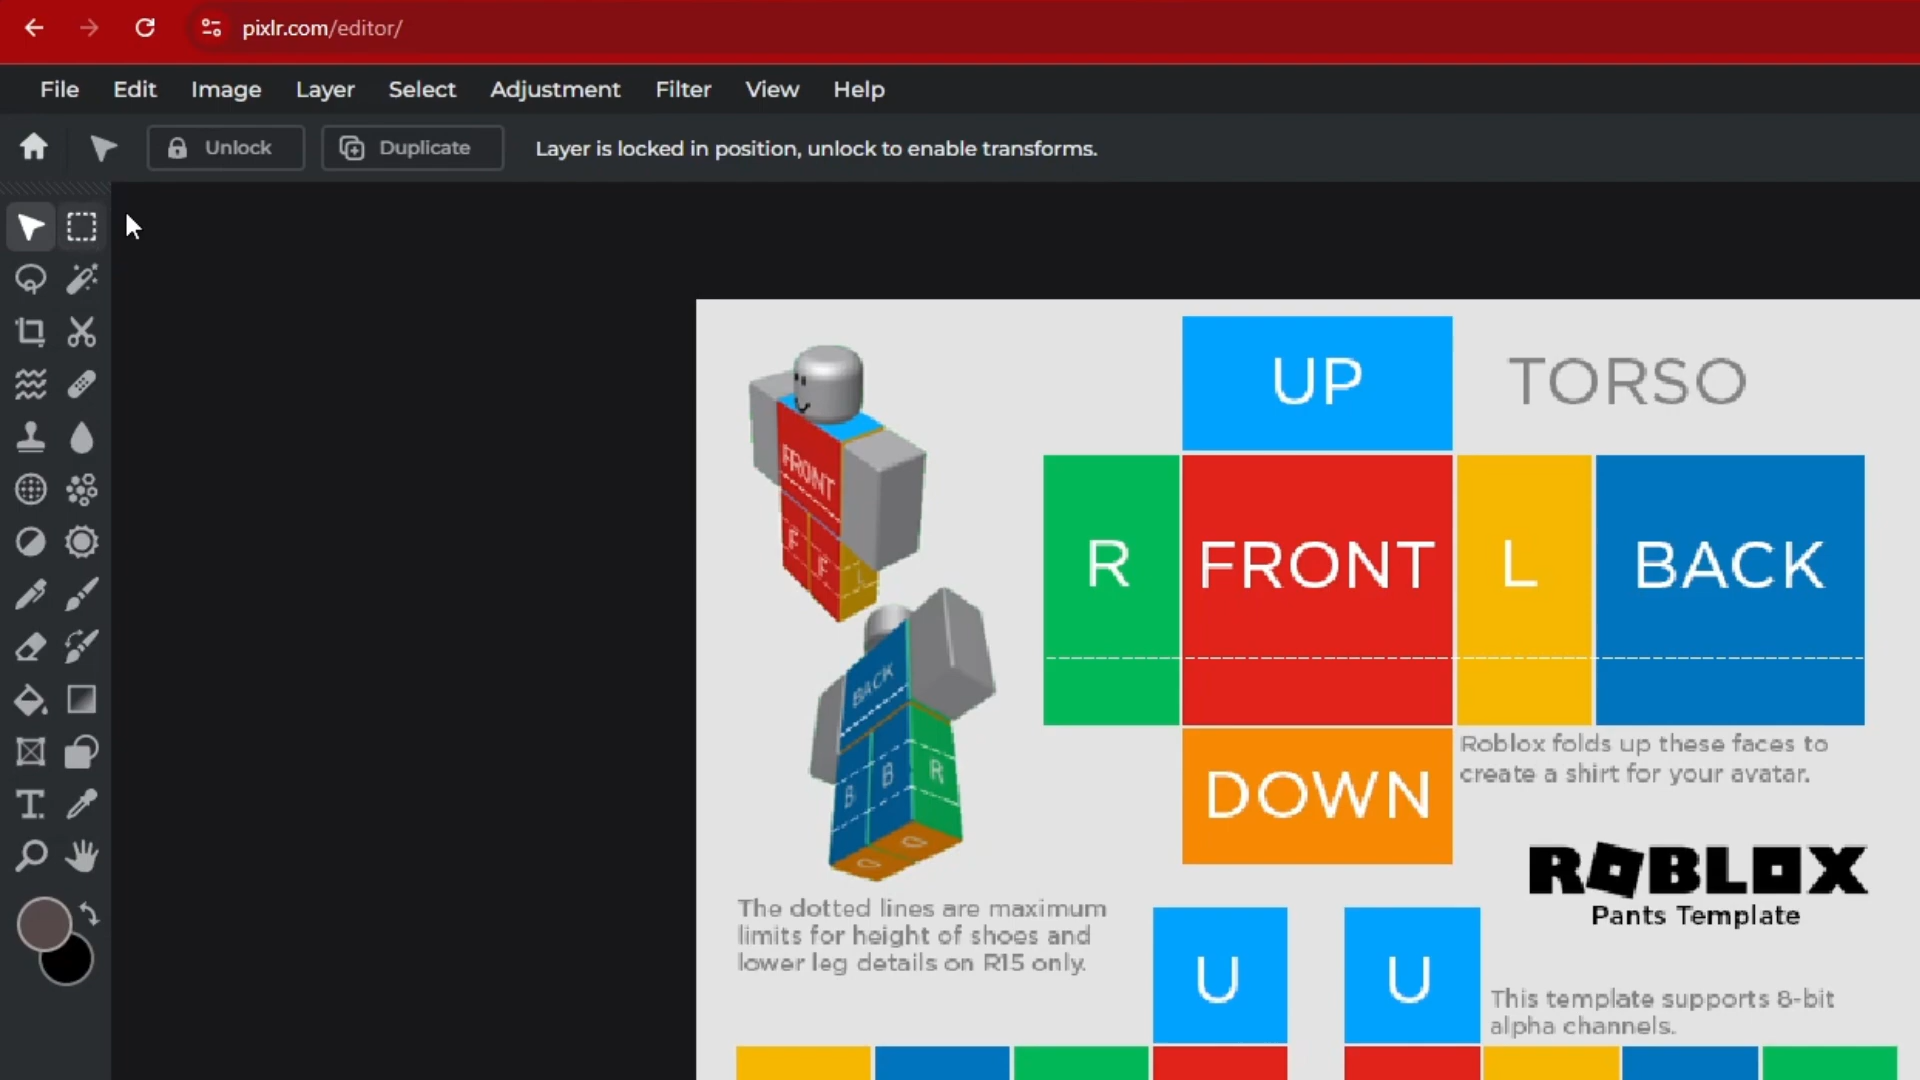 pixlr.com/editor/
File Edit Image Layer Select Adjustment Filter View Help
Unlock Duplicate Layer is locked in position, unlock to enable transforms.
UP TORSO
R FRONT L BACK
DOWN
Roblox folds up these faces to
create a shirt for your avatar.
FRONT
F F L
BACK
B B R
ROBLOX
Pants Template
The dotted lines are maximum
limits for height of shoes and
lower leg details on R15 only.
U U
This template supports 8-bit
alpha channels.